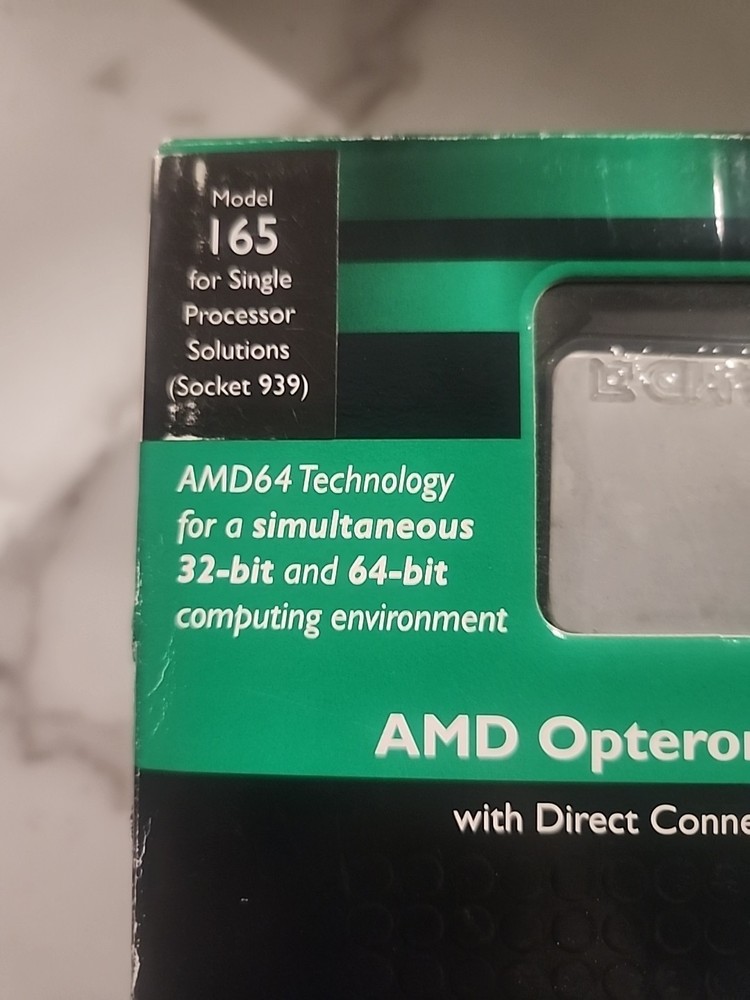 Model
165
for Single
Processor
Solutions
(Socket 939)
AMD64 Technology
for a simultaneous
32-bit and 64-bit
computing environment
AMD Optero
with Direct Conne